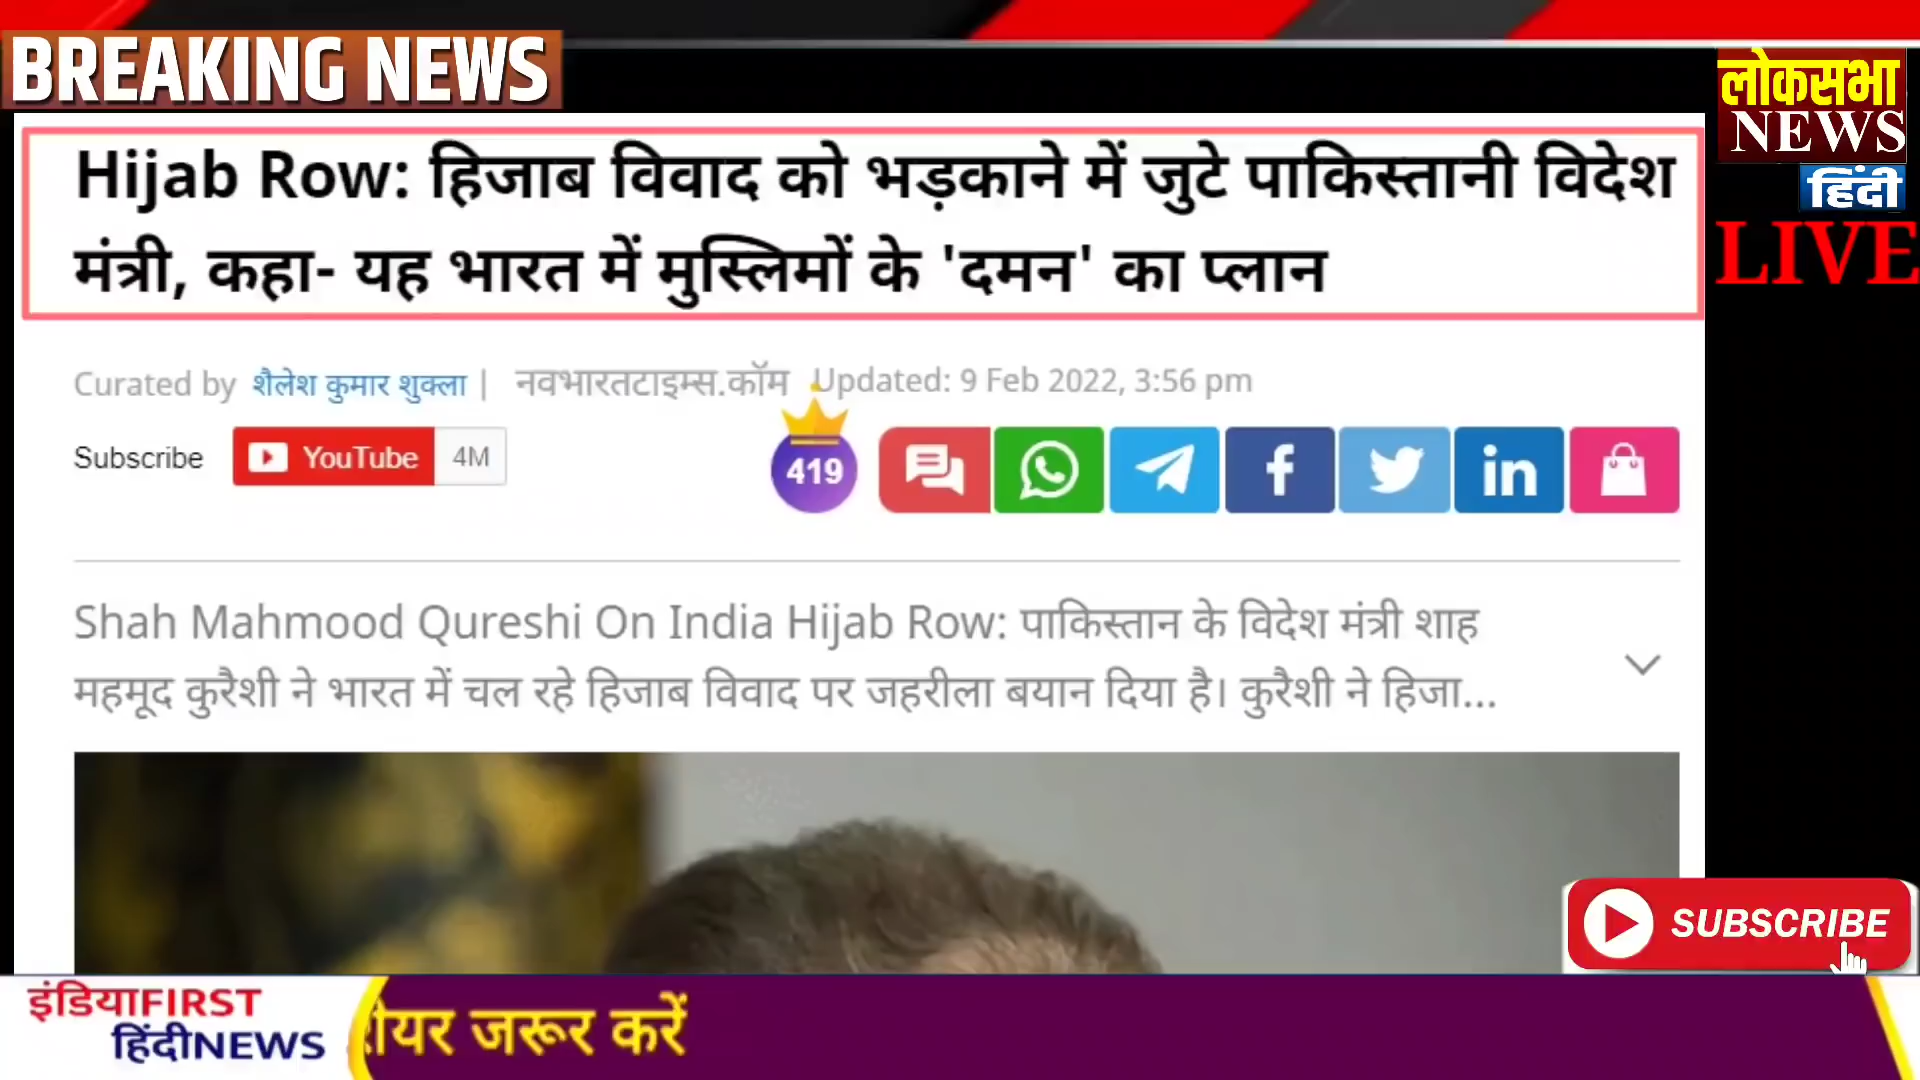 BREAKING NEWS
लोकसभा
NEWS
हिंदी
LIVE
Hijab Row: हिजाब विवाद को भड़काने में जुटे पाकिस्तानी विदेश
मंत्री, कहा- यह भारत में मुस्लिमों के 'दमन' का प्लान
Curated by शैलेश कुमार शुक्ला | नवभारतटाइम्स.कॉम Updated: 9 Feb 2022, 3:56 pm
Subscribe YouTube 4M 419
Shah Mahmood Qureshi On India Hijab Row: पाकिस्तान के विदेश मंत्री शाह
महमूद कुरैशी ने भारत में चल रहे हिजाब विवाद पर जहरीला बयान दिया है। कुरैशी ने हिजा...
SUBSCRIBE
इंडियाFIRST
हिंदीNEWS
जरूर करें